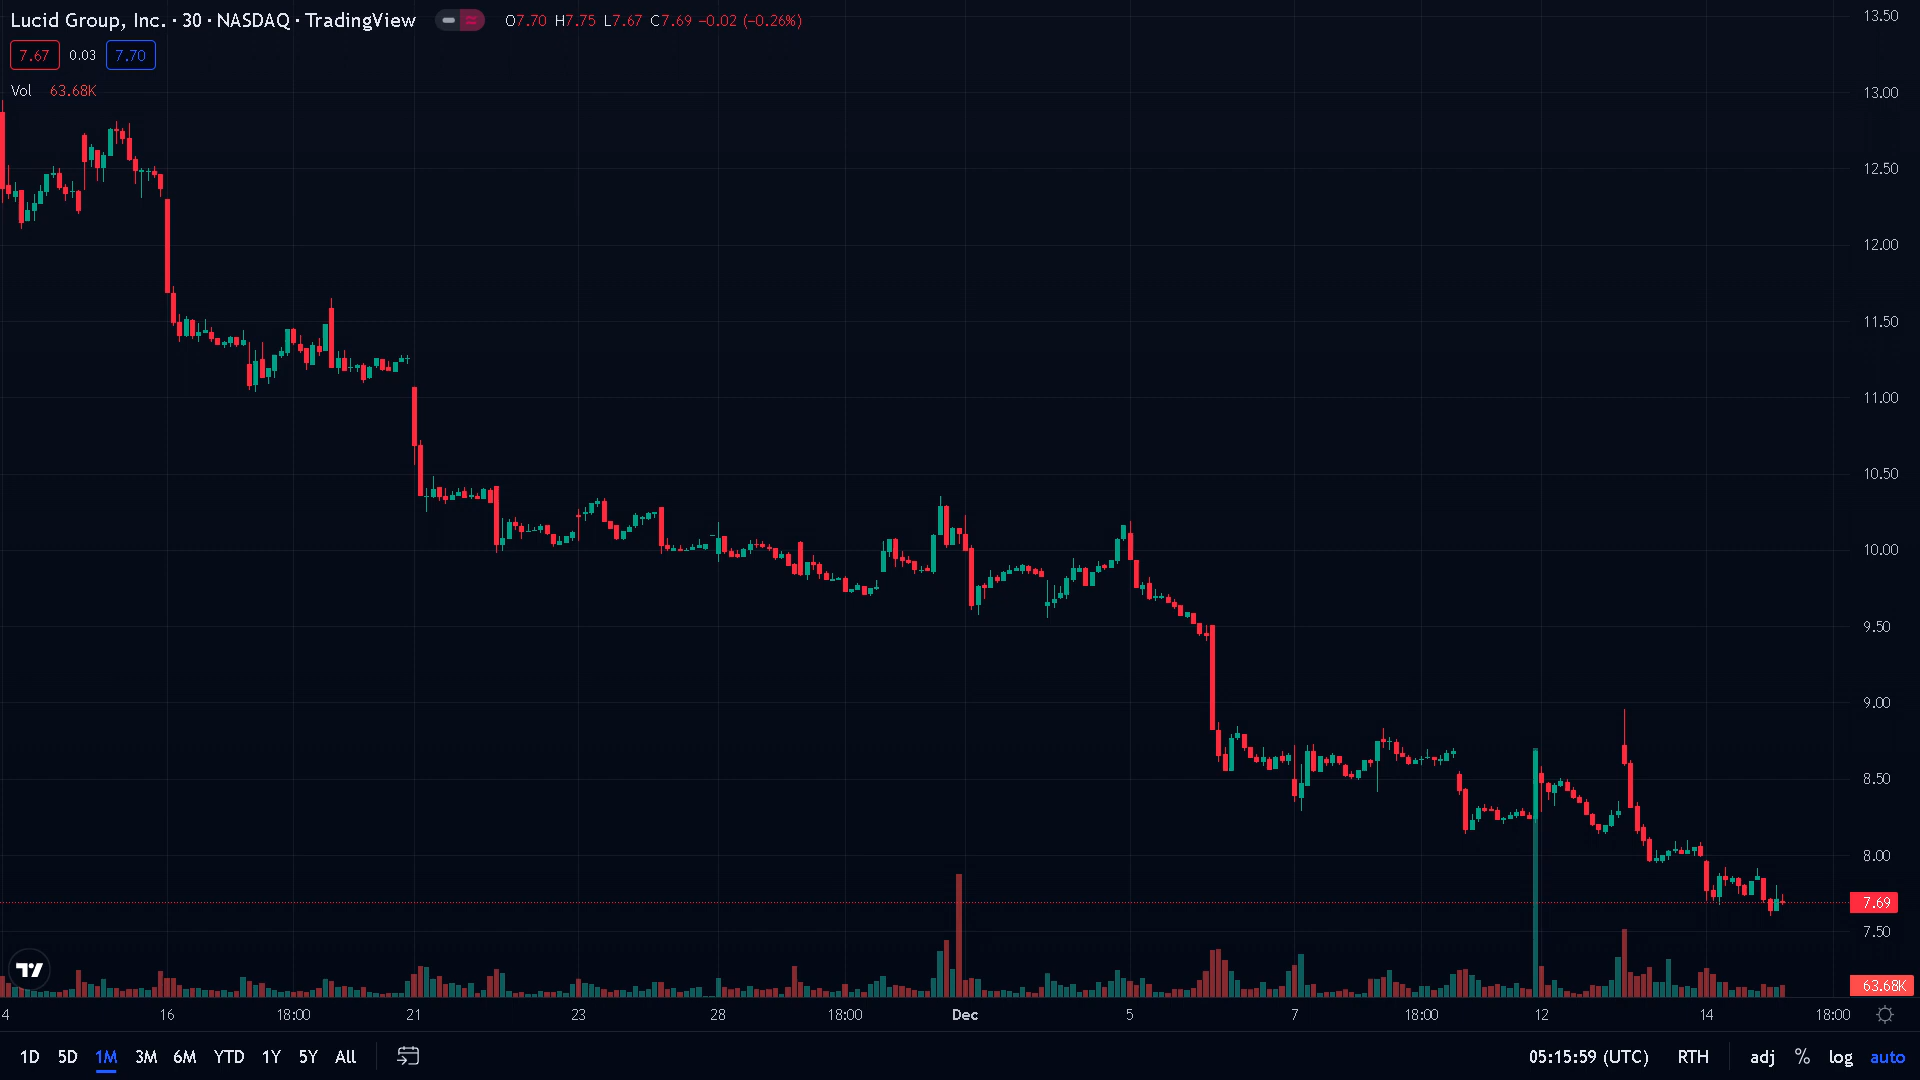 Lucid Group, Inc. · 30 · NASDAQ · TradingView O7.70 H7.75 L7.67 C7.69 −0.02 (−0.26%)
7.67 0.03 7.70
Vol 63.68K
13.50
13.00
12.50
12.00
11.50
11.00
10.50
10.00
9.50
9.00
8.50
8.00
7.69
7.50
63.68K
4 16 18:00 21 23 28 18:00 Dec 5 7 18:00 12 14 18:00
1D 5D 1M 3M 6M YTD 1Y 5Y All 05:15:59 (UTC) RTH adj % log auto